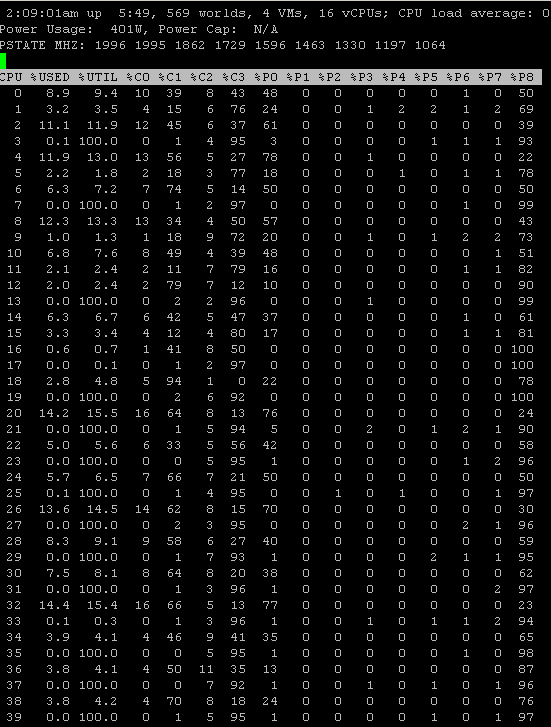 2:09:01am up 5:49, 569 worlds, 4 VMs, 16 vCPUs; CPU load average: 0
Power Usage: 401W, Power Cap: N/A
PSTATE MHZ: 1996 1995 1862 1729 1596 1463 1330 1197 1064
CPU %USED %UTIL %C0 %C1 %C2 %C3 %P0 %P1 %P2 %P3 %P4 %P5 %P6 %P7 %P8
0 8.9 9.4 10 39 8 43 48 0 0 0 0 0 1 0 50
1 3.2 3.5 4 15 6 76 24 0 0 1 2 2 1 2 69
2 11.1 11.9 12 45 6 37 61 0 0 0 0 0 0 0 39
3 0.1 100.0 0 1 4 95 3 0 0 0 0 1 1 1 93
4 11.9 13.0 13 56 5 27 78 0 0 1 0 0 0 0 22
5 2.2 1.8 2 18 3 77 18 0 0 0 1 0 1 1 78
6 6.3 7.2 7 74 5 14 50 0 0 0 0 0 0 0 50
7 0.0 100.0 0 1 2 97 0 0 0 0 0 0 1 0 99
8 12.3 13.3 13 34 4 50 57 0 0 0 0 0 0 0 43
9 1.0 1.3 1 18 9 72 20 0 0 1 0 1 2 2 73
10 6.8 7.6 8 49 4 39 48 0 0 0 0 0 0 1 51
11 2.1 2.4 2 11 7 79 16 0 0 0 0 0 1 1 82
12 2.0 2.4 2 79 7 12 10 0 0 0 0 0 0 0 90
13 0.0 100.0 0 2 2 96 0 0 0 1 0 0 0 0 99
14 6.3 6.7 6 42 5 47 37 0 0 0 0 0 1 0 61
15 3.3 3.4 4 12 4 80 17 0 0 0 0 0 1 1 81
16 0.6 0.7 1 41 8 50 0 0 0 0 0 0 0 0 100
17 0.0 0.1 0 1 2 97 0 0 0 0 0 0 0 0 100
18 2.8 4.8 5 94 1 0 22 0 0 0 0 0 0 0 78
19 0.0 100.0 0 2 6 92 0 0 0 0 0 0 0 0 100
20 14.2 15.5 16 64 8 13 76 0 0 0 0 0 0 0 24
21 0.0 100.0 0 1 5 94 5 0 0 2 0 1 2 1 90
22 5.0 5.6 6 33 5 56 42 0 0 0 0 0 0 0 58
23 0.0 100.0 0 0 5 95 1 0 0 0 0 0 1 2 96
24 5.7 6.5 7 66 7 21 50 0 0 0 0 0 0 0 50
25 0.1 100.0 0 1 4 95 0 0 1 0 1 0 0 1 97
26 13.6 14.5 14 62 8 15 70 0 0 0 0 0 0 0 30
27 0.0 100.0 0 2 3 95 0 0 0 0 0 0 2 1 96
28 8.3 9.1 9 58 6 27 40 0 0 0 0 0 0 0 59
29 0.0 100.0 0 1 7 93 1 0 0 0 0 2 1 1 95
30 7.5 8.1 8 64 8 20 38 0 0 0 0 0 0 0 62
31 0.0 100.0 0 1 3 96 1 0 0 0 0 0 0 2 97
32 14.4 15.4 16 66 5 13 77 0 0 0 0 0 0 0 23
33 0.1 0.3 0 1 3 96 1 0 0 1 0 1 1 2 94
34 3.9 4.1 4 46 9 41 35 0 0 0 0 0 0 0 65
35 0.0 100.0 0 0 5 95 1 0 0 0 0 0 1 0 98
36 3.8 4.1 4 50 11 35 13 0 0 0 0 0 0 0 87
37 0.0 100.0 0 0 7 92 1 0 0 1 0 1 0 1 96
38 3.8 4.2 4 70 8 18 24 0 0 0 0 0 0 0 76
39 0.0 100.0 0 1 5 95 1 0 0 0 0 1 0 1 97